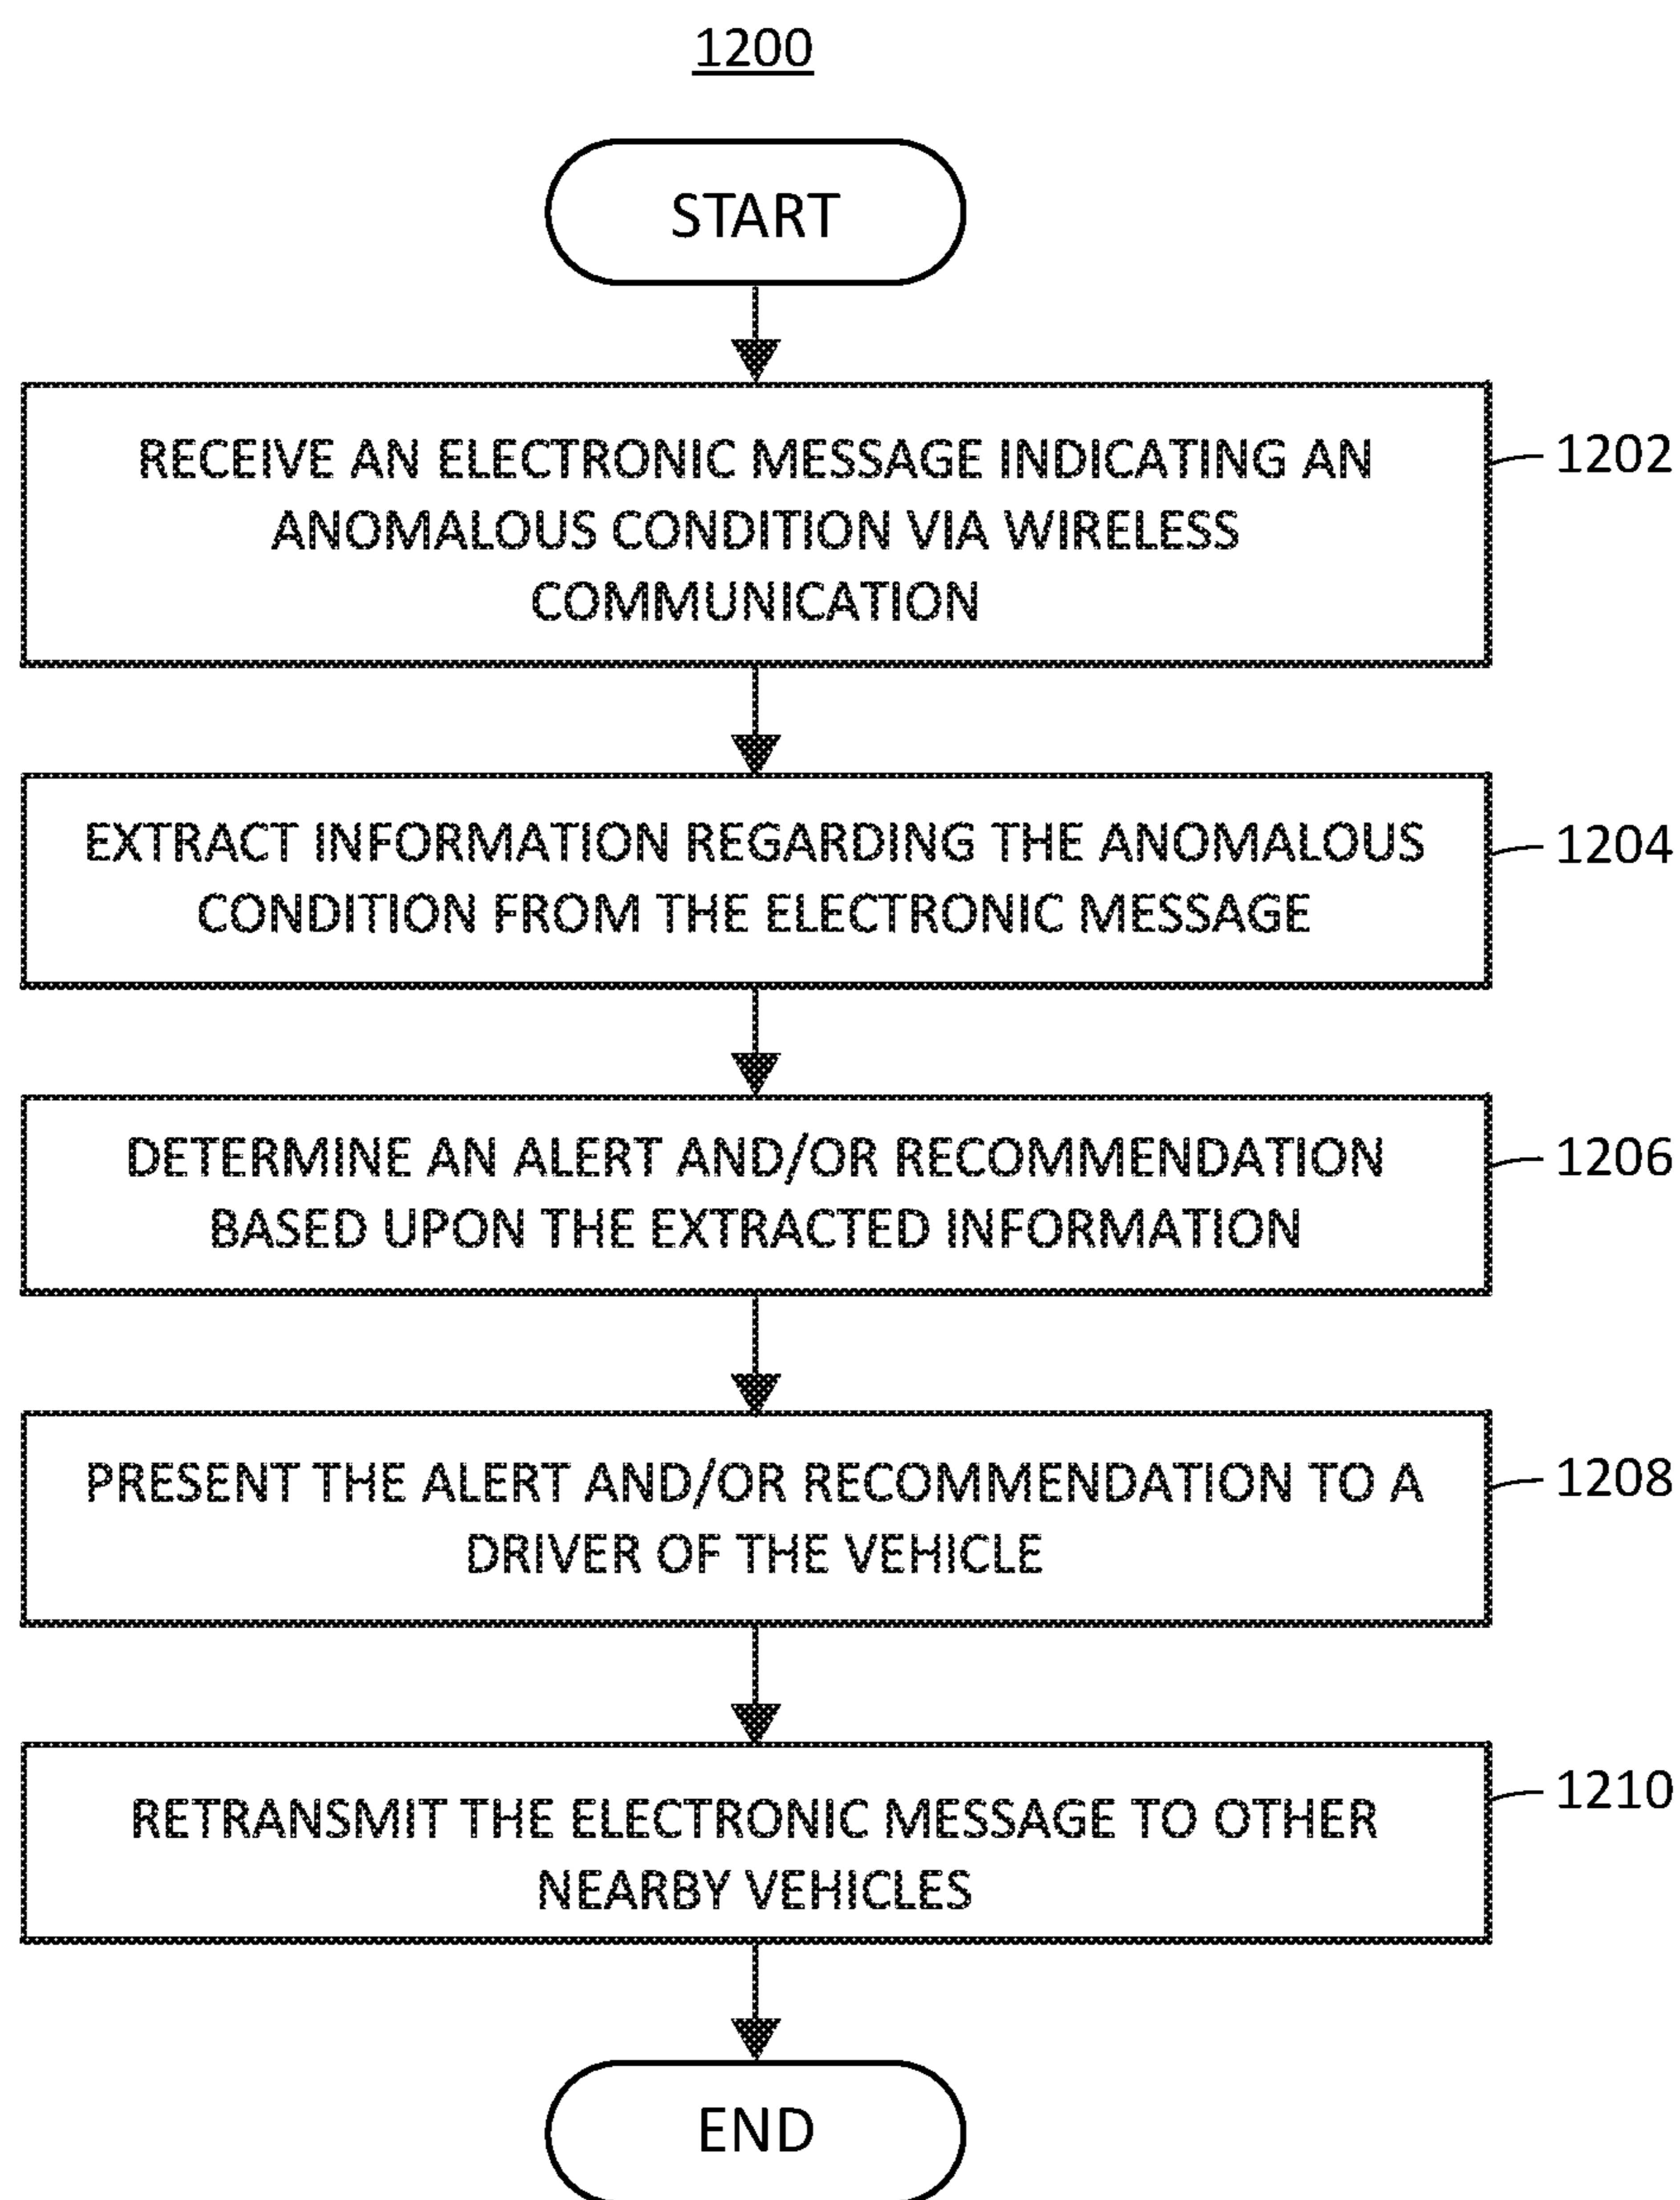 1200
START
RECEIVE AN ELECTRONIC MESSAGE INDICATING AN
ANOMALOUS CONDITION VIA WIRELESS
COMMUNICATION
1202
EXTRACT INFORMATION REGARDING THE ANOMALOUS
CONDITION FROM THE ELECTRONIC MESSAGE
1204
DETERMINE AN ALERT AND/OR RECOMMENDATION
BASED UPON THE EXTRACTED INFORMATION
1206
PRESENT THE ALERT AND/OR RECOMMENDATION TO A
DRIVER OF THE VEHICLE
1208
RETRANSMIT THE ELECTRONIC MESSAGE TO OTHER
NEARBY VEHICLES
1210
END